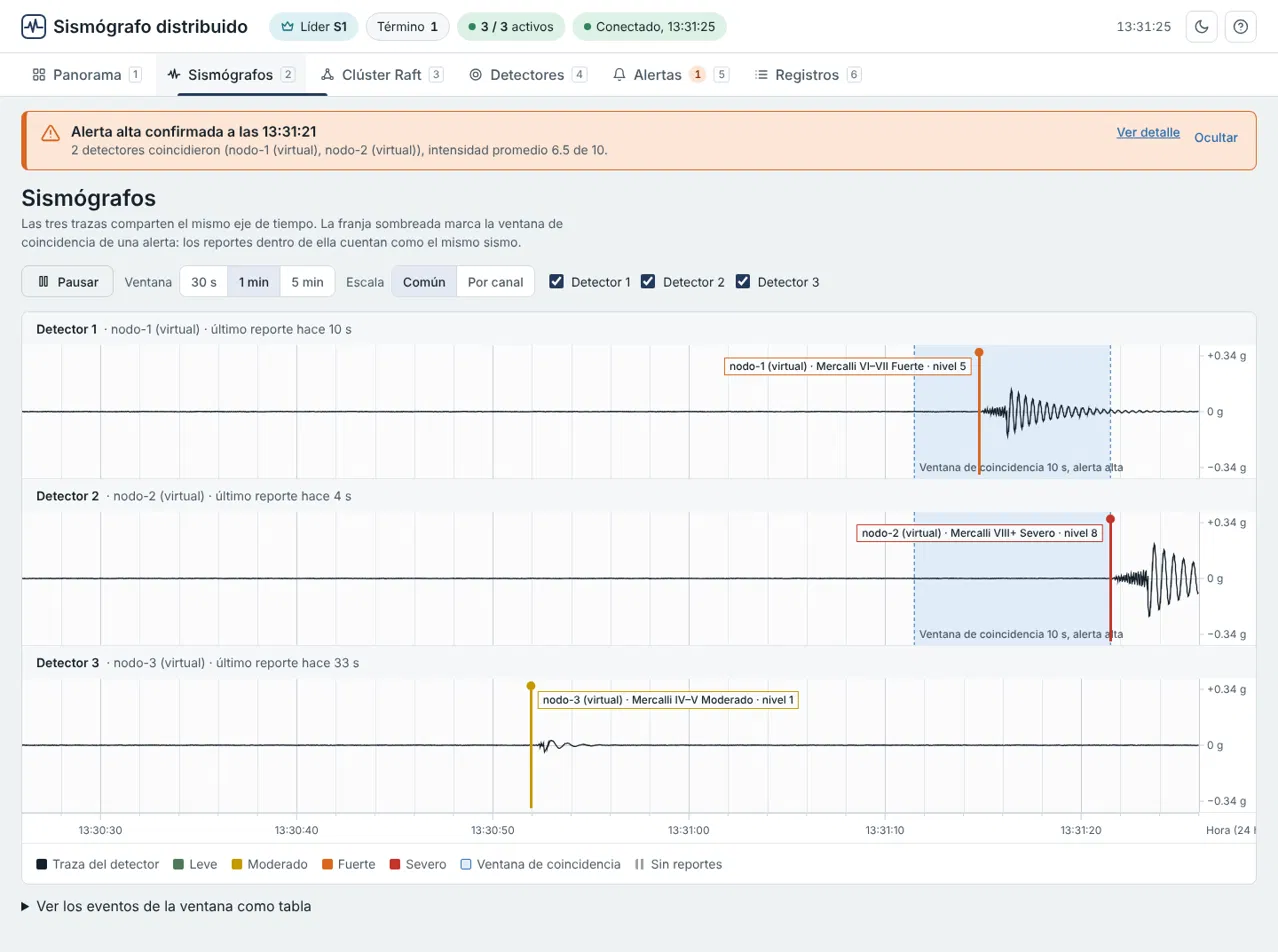 Sismógrafo distribuido
Líder S1
Término 1
3 / 3 activos
Conectado, 13:31:25
13:31:25
Panorama 1
Sismógrafos 2
Clúster Raft 3
Detectores 4
Alertas 1 5
Registros 6
Alerta alta confirmada a las 13:31:21
2 detectores coincidieron (nodo-1 (virtual), nodo-2 (virtual)), intensidad promedio 6.5 de 10.
Ver detalle
Ocultar
Sismógrafos
Las tres trazas comparten el mismo eje de tiempo. La franja sombreada marca la ventana de
coincidencia de una alerta: los reportes dentro de ella cuentan como el mismo sismo.
Pausar
Ventana
30 s
1 min
5 min
Escala
Común
Por canal
Detector 1
Detector 2
Detector 3
Detector 1 · nodo-1 (virtual) · último reporte hace 10 s
nodo-1 (virtual) · Mercalli VI–VII Fuerte · nivel 5
Ventana de coincidencia 10 s, alerta alta
+0.34 g
0 g
−0.34 g
Detector 2 · nodo-2 (virtual) · último reporte hace 4 s
nodo-2 (virtual) · Mercalli VIII+ Severo · nivel 8
Ventana de coincidencia 10 s, alerta alta
+0.34 g
0 g
−0.34 g
Detector 3 · nodo-3 (virtual) · último reporte hace 33 s
nodo-3 (virtual) · Mercalli IV–V Moderado · nivel 1
+0.34 g
0 g
−0.34 g
13:30:30
13:30:40
13:30:50
13:31:00
13:31:10
13:31:20
Hora (24 h
Traza del detector
Leve
Moderado
Fuerte
Severo
Ventana de coincidencia
Sin reportes
Ver los eventos de la ventana como tabla